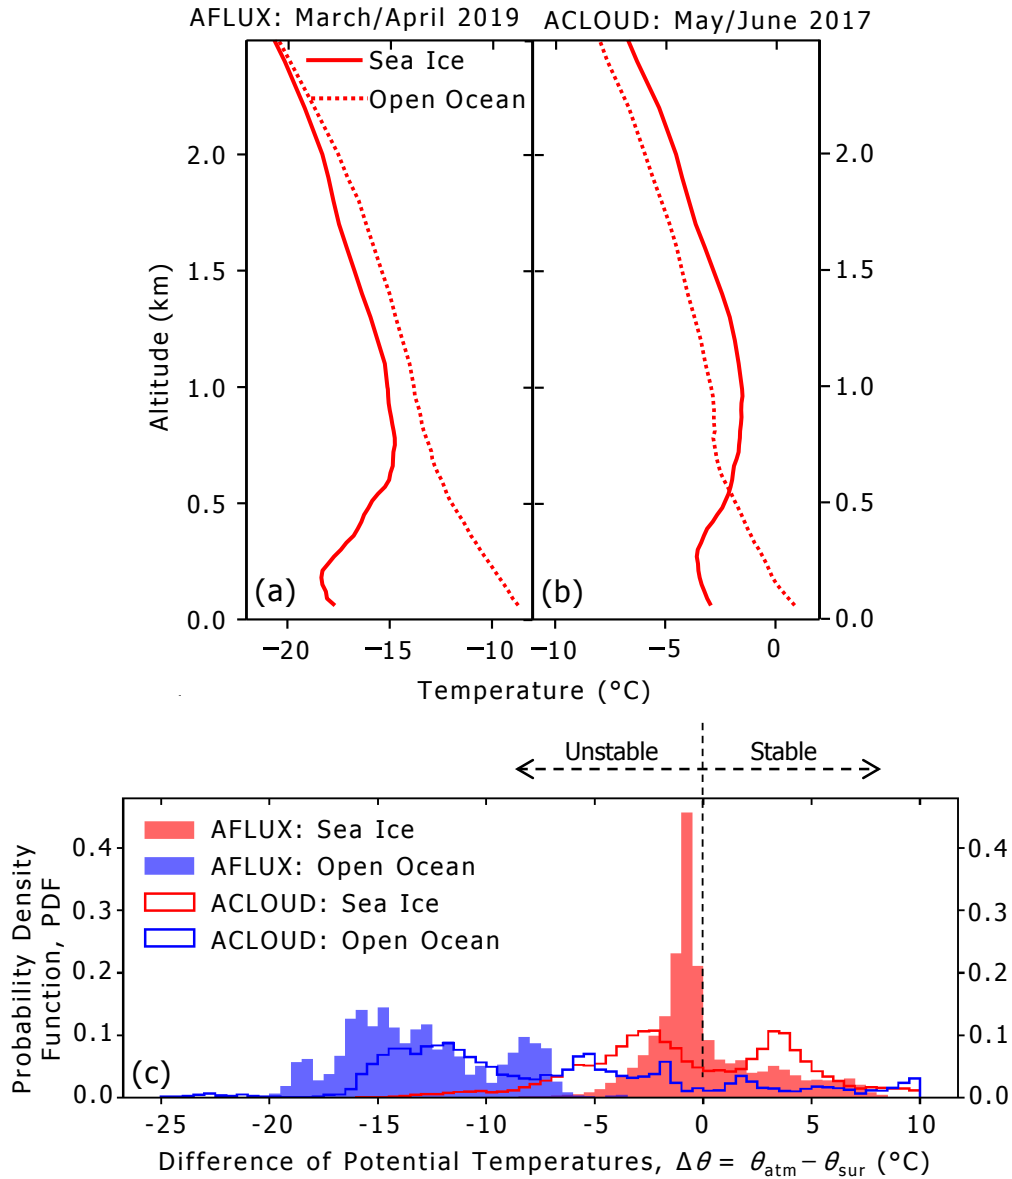 AFLUX: March/April 2019
ACLOUD: May/June 2017
Sea Ice
Open Ocean
2.0
1.5
1.0
0.5
0.0
Altitude (km)
2.0
1.5
1.0
0.5
0.0
(a)
(b)
−20
−15
−10
−10
−5
0
Temperature (°C)
Unstable
Stable
AFLUX: Sea Ice
AFLUX: Open Ocean
ACLOUD: Sea Ice
ACLOUD: Open Ocean
0.4
0.3
0.2
0.1
0.0
Probability Density
Function, PDF
0.4
0.3
0.2
0.1
0.0
(c)
-25
-20
-15
-10
-5
0
5
10
Difference of Potential Temperatures, Δθ = θatm − θsur (°C)